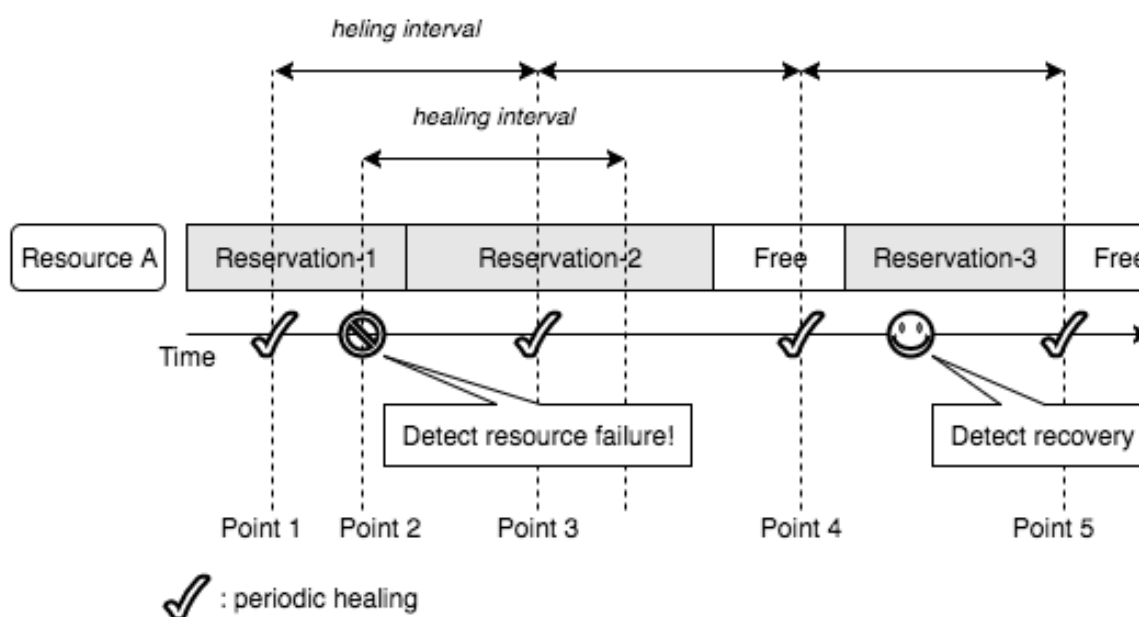 heling interval
healing interval
Resource A
Reservation-1
Reservation-2
Free
Reservation-3
Free
Time
Detect resource failure!
Detect recovery
Point 1
Point 2
Point 3
Point 4
Point 5
: periodic healing